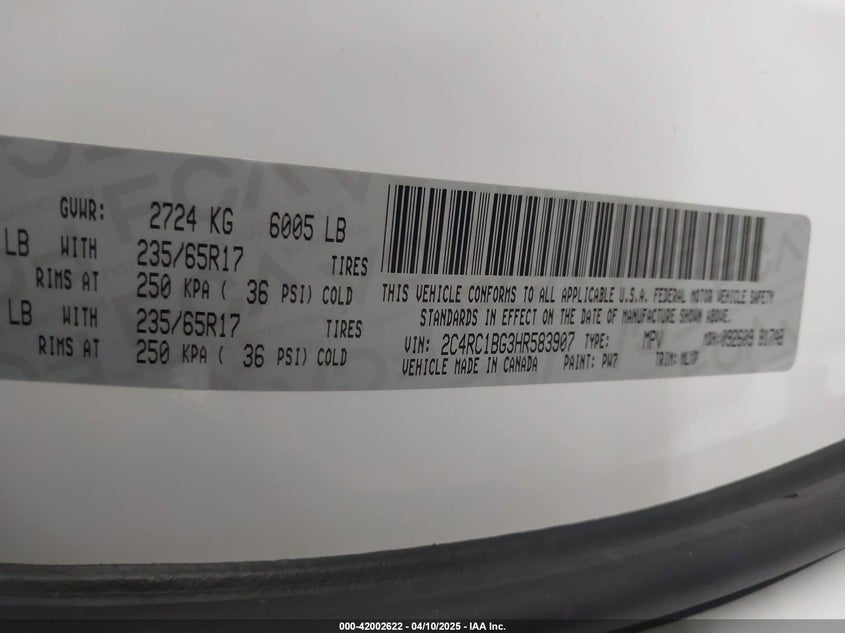 GVWR: 2724 KG 6005 LB
LB WITH 235/65R17 TIRES
RIMS AT 250 KPA ( 36 PSI) COLD
LB WITH 235/65R17 TIRES
RIMS AT 250 KPA ( 36 PSI) COLD
THIS VEHICLE CONFORMS TO ALL APPLICABLE U.S.A. FEDERAL MOTOR VEHICLE SAFETY
STANDARDS IN EFFECT ON THE DATE OF MANUFACTURE SHOWN ABOVE.
VIN: 2C4RC1BG3HR583907 TYPE: MPV MDH:
VEHICLE MADE IN CANADA PAINT: PW7 TRIM:
000-42002622 - 04/10/2025 - IAA Inc.